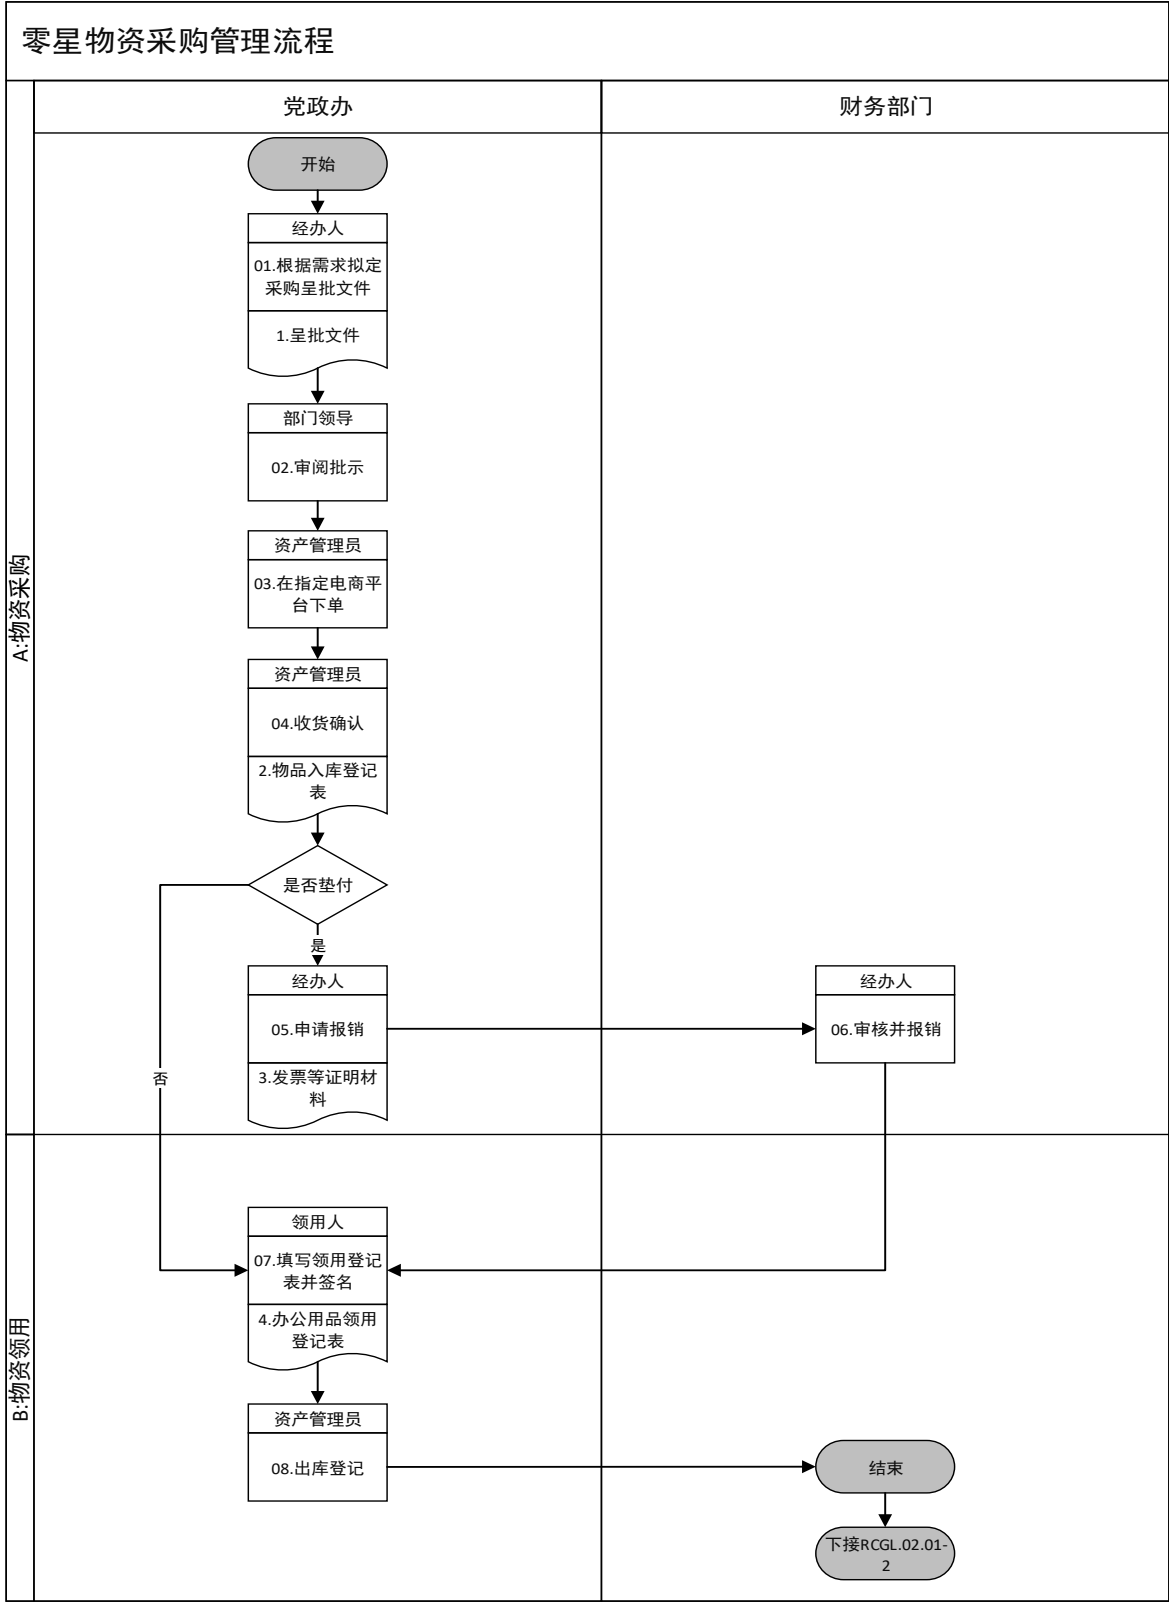 零星物资采购管理流程
党政办
财务部门
A:物资采购
开始
经办人
01.根据需求拟定
采购呈批文件
1.呈批文件
部门领导
02.审阅批示
资产管理员
03.在指定电商平
台下单
资产管理员
04.收货确认
2.物品入库登记
表
是否垫付
是
否
经办人
05.申请报销
3.发票等证明材
料
经办人
06.审核并报销
B:物资领用
领用人
07.填写领用登记
表并签名
4.办公用品领用
登记表
资产管理员
08.出库登记
结束
下接RCGL.02.01-
2